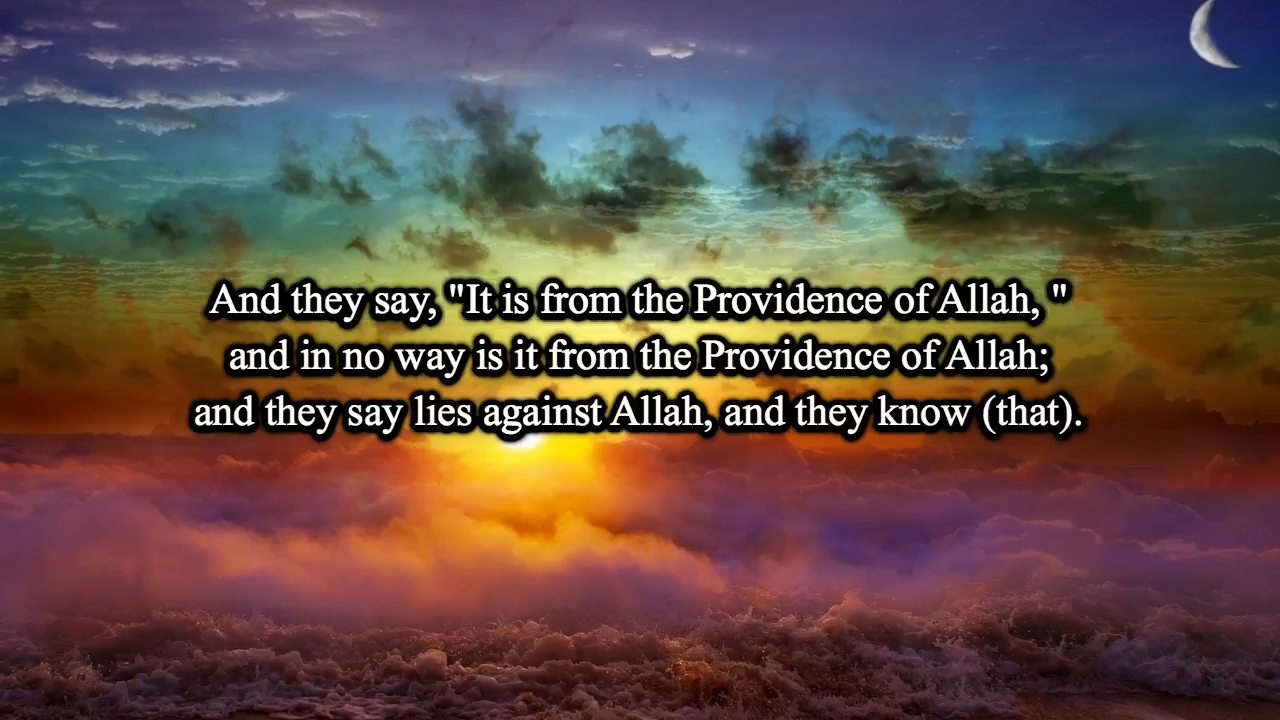 And they say, "It is from the Providence of Allah, "
and in no way is it from the Providence of Allah;
and they say lies against Allah, and they know (that).